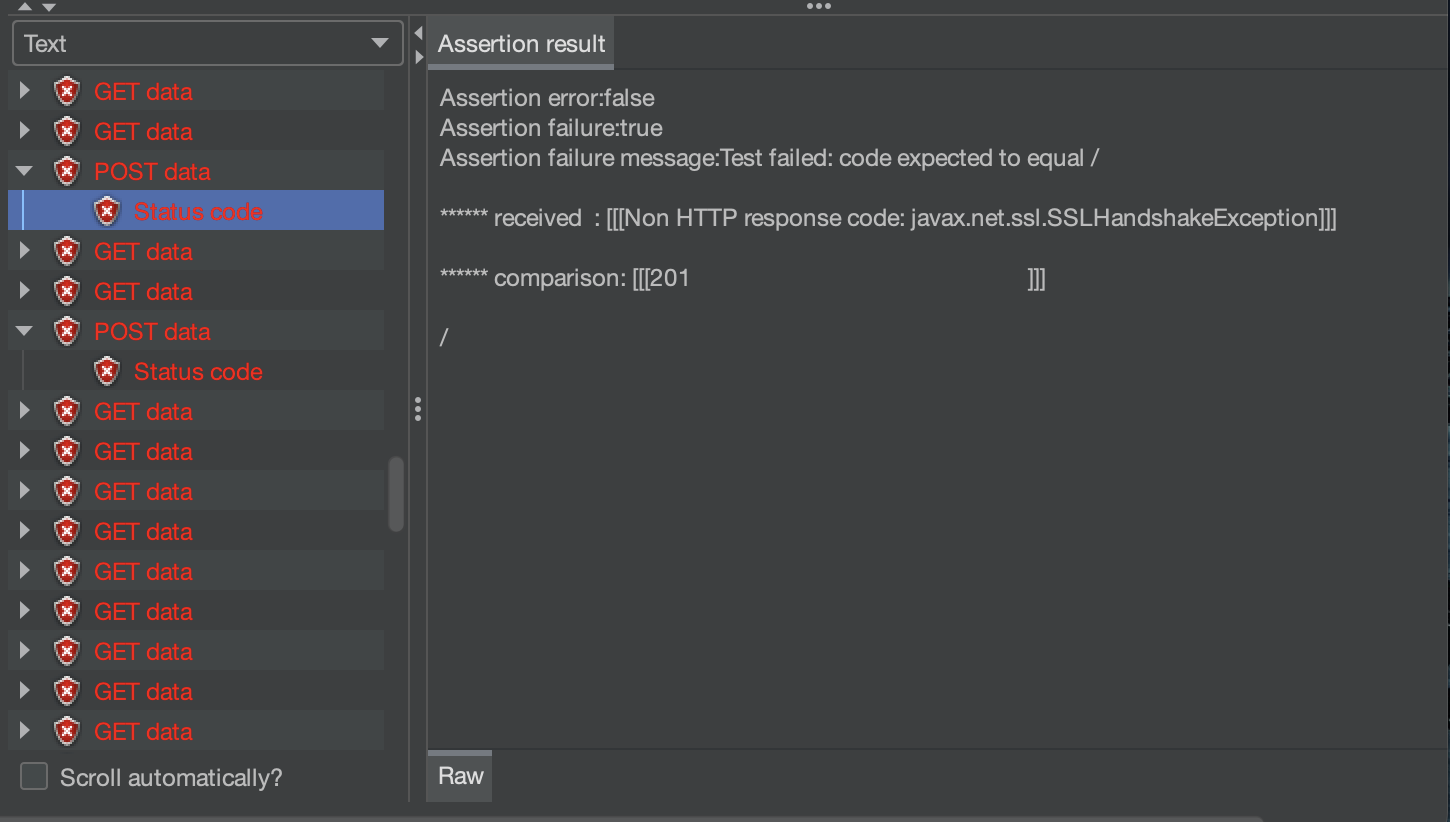 Text
GET data
GET data
POST data
Status code
GET data
GET data
POST data
Status code
GET data
GET data
GET data
GET data
GET data
GET data
GET data
GET data
GET data
Scroll automatically?
Assertion result
Assertion error:false
Assertion failure:true
Assertion failure message:Test failed: code expected to equal /
****** received  : [[[Non HTTP response code: javax.net.ssl.SSLHandshakeException]]]
****** comparison: [[[201                                                ]]]
/
Raw